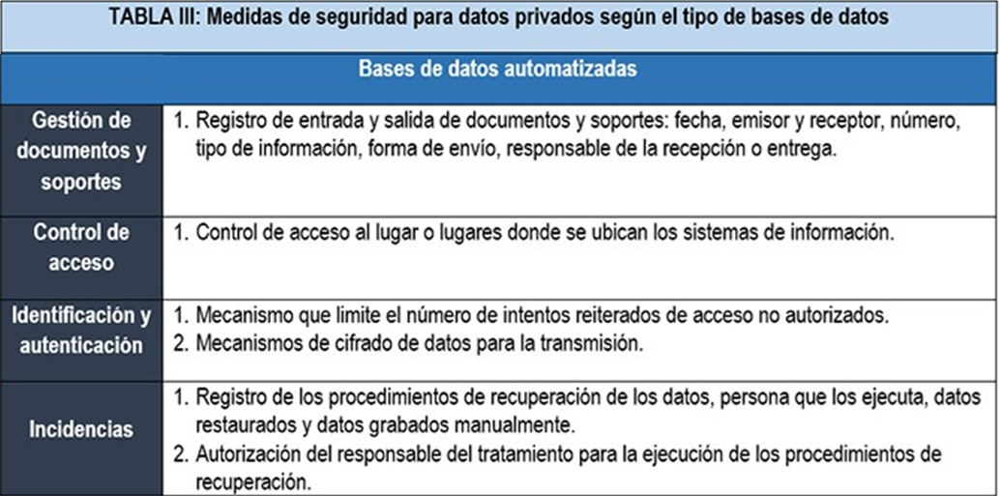 TABLA III: Medidas de seguridad para datos privados según el tipo de bases de datos
Bases de datos automatizadas
Gestión de
documentos y
soportes
1. Registro de entrada y salida de documentos y soportes: fecha, emisor y receptor, número,
tipo de información, forma de envío, responsable de la recepción o entrega.
Control de
acceso
1. Control de acceso al lugar o lugares donde se ubican los sistemas de información.
Identificación y
autenticación
1. Mecanismo que limite el número de intentos reiterados de acceso no autorizados.
2. Mecanismos de cifrado de datos para la transmisión.
Incidencias
1. Registro de los procedimientos de recuperación de los datos, persona que los ejecuta, datos
restaurados y datos grabados manualmente.
2. Autorización del responsable del tratamiento para la ejecución de los procedimientos de
recuperación.